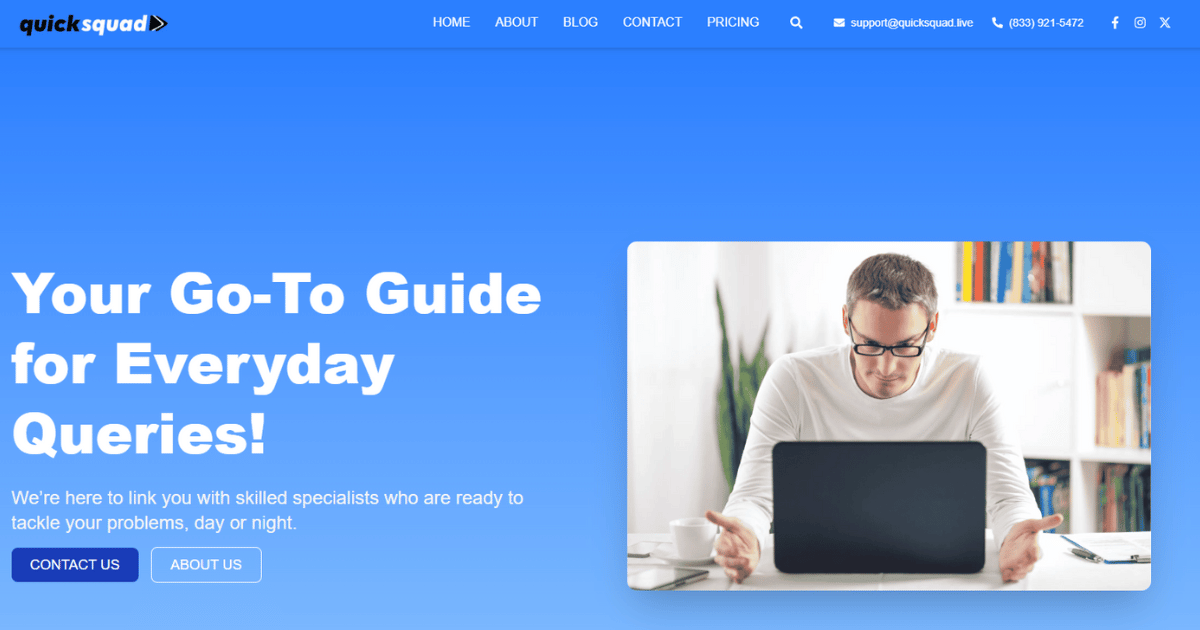 quicksquad
HOME ABOUT BLOG CONTACT PRICING support@quicksquad.live (833) 921-5472
Your Go-To Guide
for Everyday
Queries!
We're here to link you with skilled specialists who are ready to
tackle your problems, day or night.
CONTACT US ABOUT US